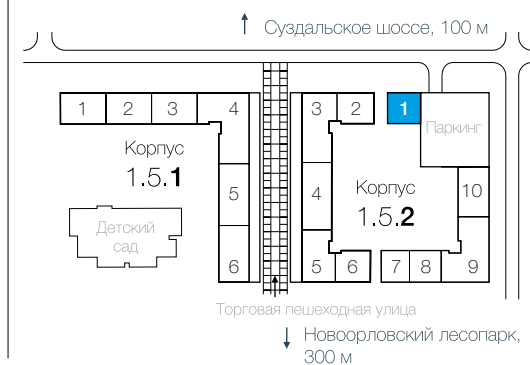 Суздальское шоссе, 100 м
1 2 3 4 3 2 1
Паркинг
Корпус
1.5.1
5 4
Корпус
1.5.2
10
Детский
сад
6 5 6 7 8 9
Торговая пешеходная улица
Новоорловский лесопарк,
300 м